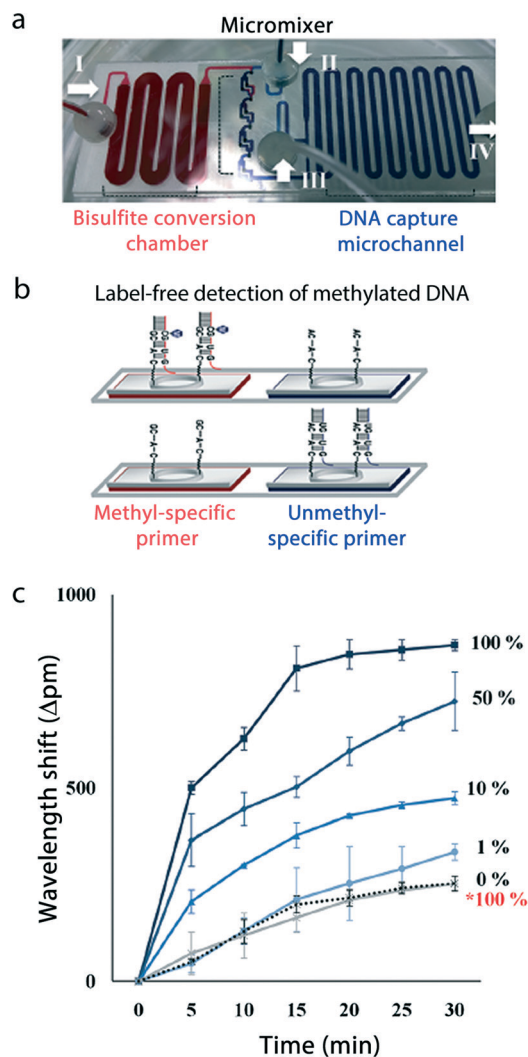 a
Micromixer
I
II
III
IV
Bisulfite conversion
chamber
DNA capture
microchannel
b
Label-free detection of methylated DNA
Methyl-specific
primer
Unmethyl-
specific primer
c
1000
500
0
Wavelength shift (Δpm)
100 %
50 %
10 %
1 %
0 %
*100 %
0 5 10 15 20 25 30
Time (min)